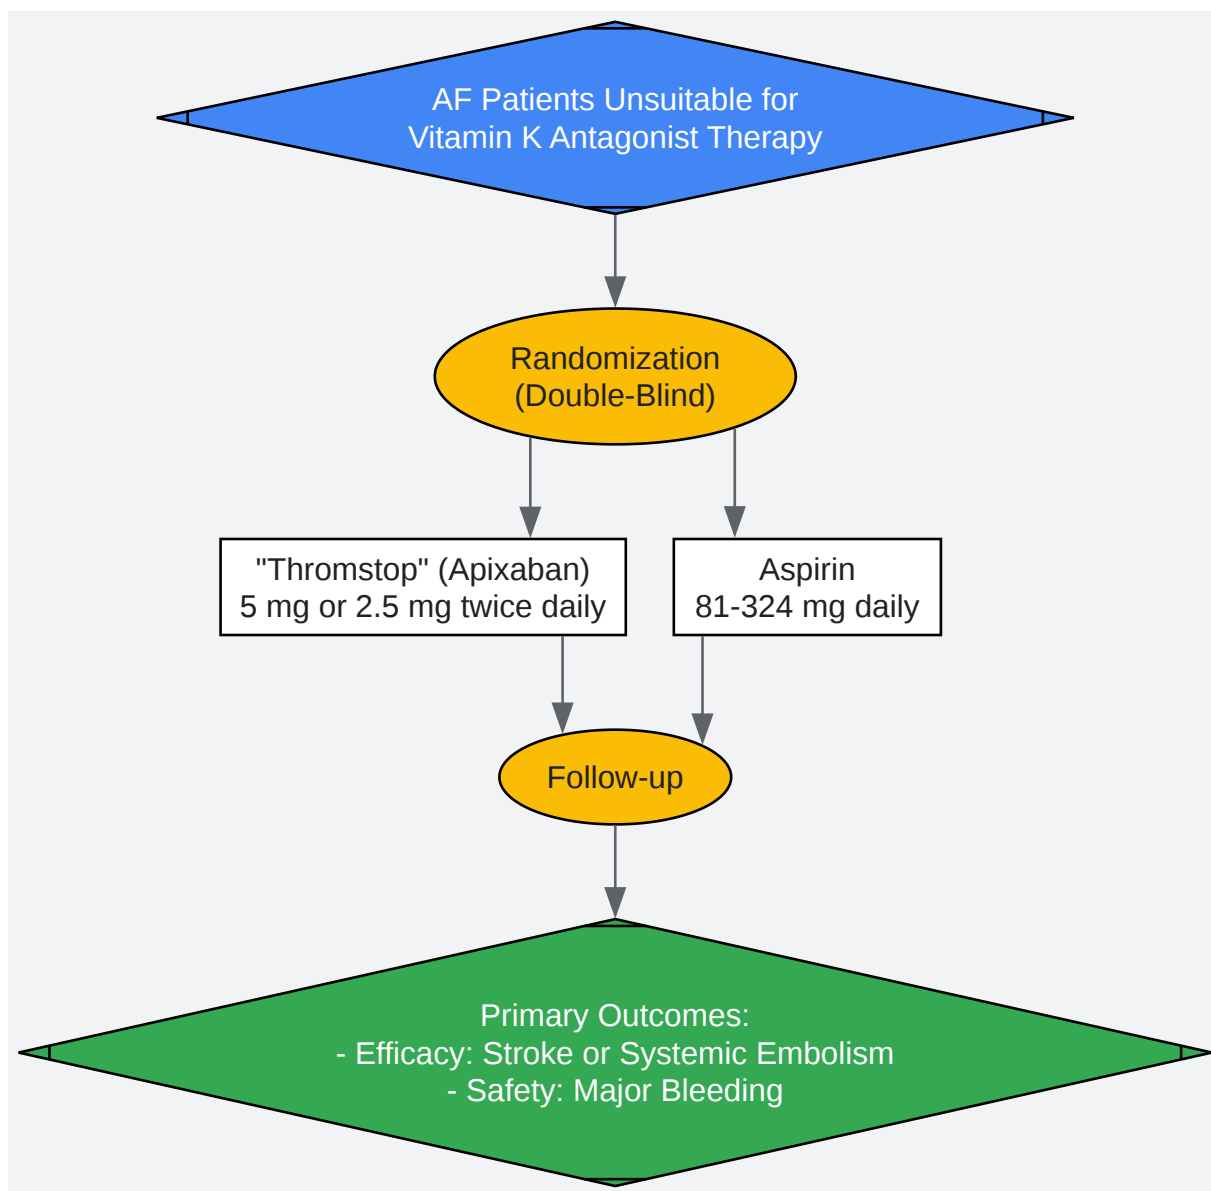 AF Patients Unsuitable for
Vitamin K Antagonist Therapy
Randomization
(Double-Blind)
"Thromstop" (Apixaban)
5 mg or 2.5 mg twice daily
Aspirin
81-324 mg daily
Follow-up
Primary Outcomes:
- Efficacy: Stroke or Systemic Embolism
- Safety: Major Bleeding